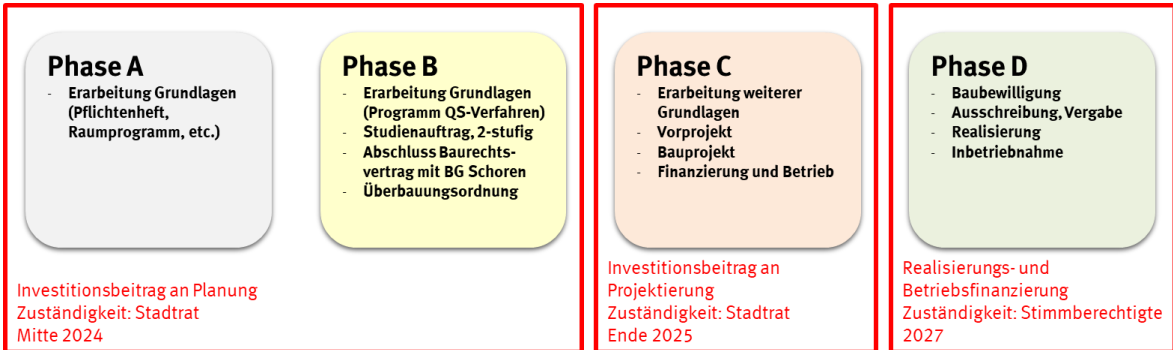 Phase A
- Erarbeitung Grundlagen
(Pflichtenheft,
Raumprogramm, etc.)
Phase B
- Erarbeitung Grundlagen
(Programm QS-Verfahren)
- Studienauftrag, 2-stufig
- Abschluss Baurechts-
vertrag mit BG Schoren
- Überbauungsordnung
Investitionsbeitrag an Planung
Zuständigkeit: Stadtrat
Mitte 2024
Phase C
- Erarbeitung weiterer
Grundlagen
- Vorprojekt
- Bauprojekt
- Finanzierung und Betrieb
Investitionsbeitrag an
Projektierung
Zuständigkeit: Stadtrat
Ende 2025
Phase D
- Baubewilligung
- Ausschreibung, Vergabe
- Realisierung
- Inbetriebnahme
Realisierungs- und
Betriebsfinanzierung
Zuständigkeit: Stimmberechtigte
2027